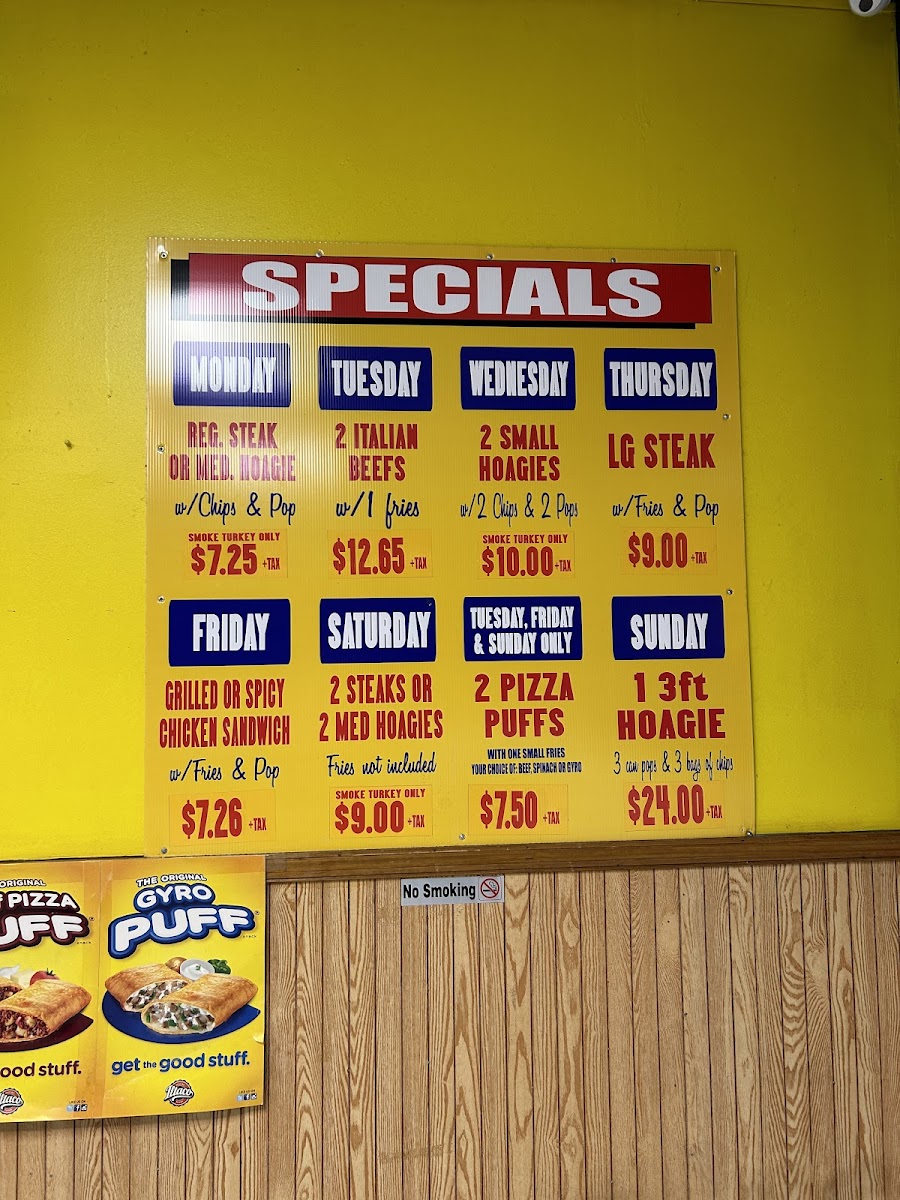 SPECIALS
MONDAY
REG. STEAK
OR MED. HOAGIE
w/Chips & Pop
SMOKE TURKEY ONLY
$7.25 +TAX
TUESDAY
2 ITALIAN
BEEFS
w/1 fries
$12.65 +TAX
WEDNESDAY
2 SMALL
HOAGIES
w/2 Chips & 2 Pops
SMOKE TURKEY ONLY
$10.00 +TAX
THURSDAY
LG STEAK
w/Fries & Pop
$9.00 +TAX
FRIDAY
GRILLED OR SPICY
CHICKEN SANDWICH
w/Fries & Pop
$7.26 +TAX
SATURDAY
2 STEAKS OR
2 MED HOAGIES
Fries not included
SMOKE TURKEY ONLY
$9.00 +TAX
TUESDAY, FRIDAY
& SUNDAY ONLY
2 PIZZA
PUFFS
WITH ONE SMALL FRIES
YOUR CHOICE OF: BEEF, SPINACH OR GYRO
$7.50 +TAX
SUNDAY
1 3ft
HOAGIE
3 can pops & 3 bags of chips
$24.00 +TAX
No Smoking
ORIGINAL
F PIZZA
UFF®
snack
ood stuff.
Iltaco
THE ORIGINAL
GYRO
PUFF®
snack
get the good stuff.
Iltaco